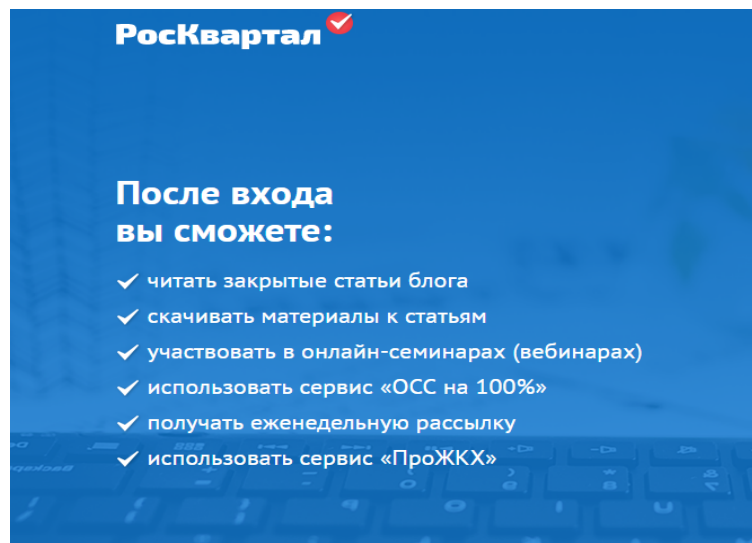 РосКвартал
После входа
вы сможете:
читать закрытые статьи блога
скачивать материалы к статьям
участвовать в онлайн-семинарах (вебинарах)
использовать сервис «ОСС на 100%»
получать еженедельную рассылку
использовать сервис «ПроЖКХ»